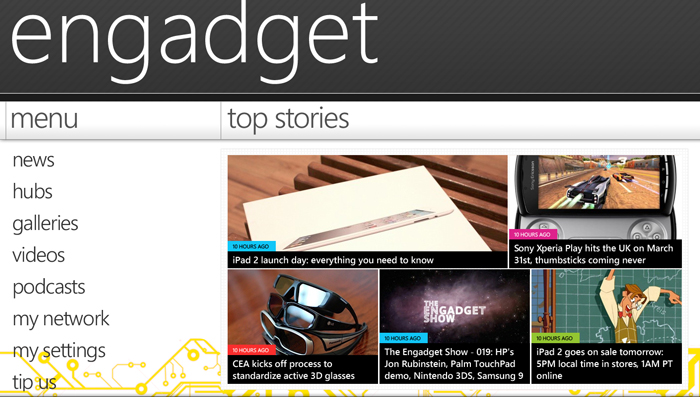 engadget
menu
top stories
news
hubs
galleries
videos
podcasts
my network
my settings
tip us
10 HOURS AGO
iPad 2 launch day: everything you need to know
10 HOURS AGO
Sony Xperia Play hits the UK on March
31st, thumbsticks coming never
10 HOURS AGO
CEA kicks off process to
standardize active 3D glasses
THE
ENGADGET
SHOW
10 HOURS AGO
The Engadget Show - 019: HP's
Jon Rubinstein, Palm TouchPad
demo, Nintendo 3DS, Samsung 9
10 HOURS AGO
iPad 2 goes on sale tomorrow:
5PM local time in stores, 1AM PT
online